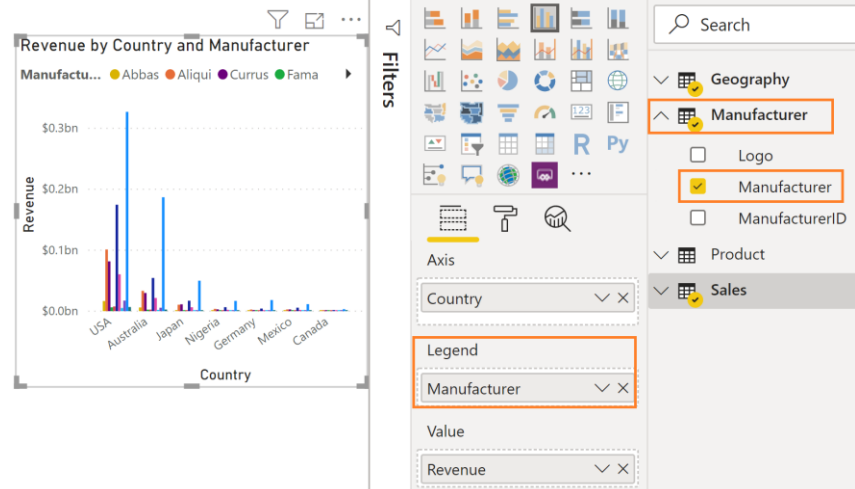 Revenue by Country and Manufacturer
Manufactu... Abbas Aliqui Currus Fama
$0.3bn
$0.2bn
$0.1bn
$0.0bn
Revenue
USA
Australia
Japan
Nigeria
Germany
Mexico
Canada
Country
Filters
123
R
Py
...
Axis
Country
Legend
Manufacturer
Value
Revenue
Search
Geography
Manufacturer
Logo
Manufacturer
ManufacturerID
Product
Sales